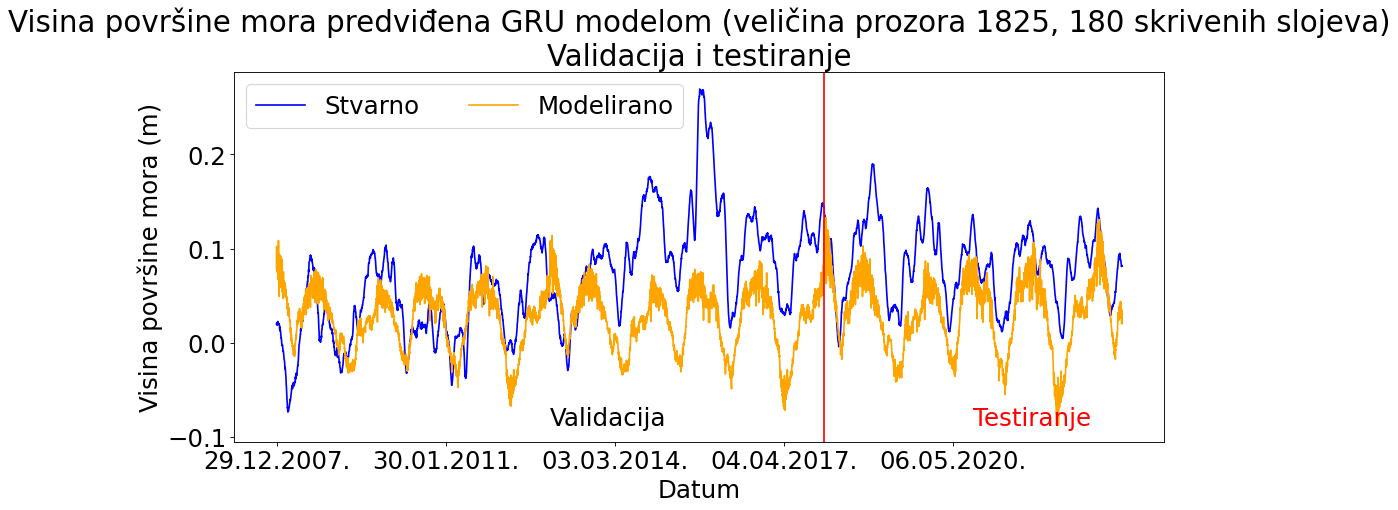 Visina površine mora predviđena GRU modelom (veličina prozora 1825, 180 skrivenih slojeva)
Validacija i testiranje
Stvarno Modelirano
Visina površine mora (m)
0.2
0.1
0.0
−0.1
Validacija Testiranje
29.12.2007. 30.01.2011. 03.03.2014. 04.04.2017. 06.05.2020.
Datum